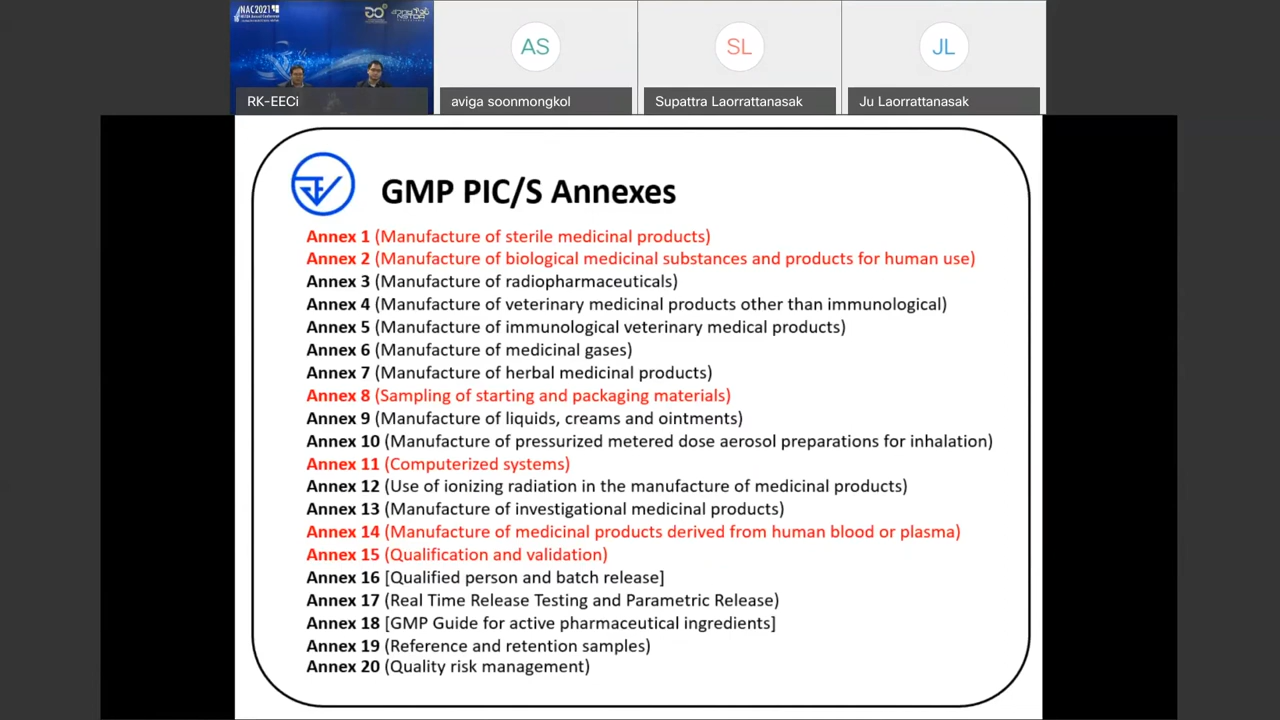 NAC2021
NSTDA Annual Conference
NSTDA
RK-EECi
AS
aviga soonmongkol
SL
Supattra Laorrattanasak
JL
Ju Laorrattanasak
GMP PIC/S Annexes
Annex 1 (Manufacture of sterile medicinal products)
Annex 2 (Manufacture of biological medicinal substances and products for human use)
Annex 3 (Manufacture of radiopharmaceuticals)
Annex 4 (Manufacture of veterinary medicinal products other than immunological)
Annex 5 (Manufacture of immunological veterinary medical products)
Annex 6 (Manufacture of medicinal gases)
Annex 7 (Manufacture of herbal medicinal products)
Annex 8 (Sampling of starting and packaging materials)
Annex 9 (Manufacture of liquids, creams and ointments)
Annex 10 (Manufacture of pressurized metered dose aerosol preparations for inhalation)
Annex 11 (Computerized systems)
Annex 12 (Use of ionizing radiation in the manufacture of medicinal products)
Annex 13 (Manufacture of investigational medicinal products)
Annex 14 (Manufacture of medicinal products derived from human blood or plasma)
Annex 15 (Qualification and validation)
Annex 16 [Qualified person and batch release]
Annex 17 (Real Time Release Testing and Parametric Release)
Annex 18 [GMP Guide for active pharmaceutical ingredients]
Annex 19 (Reference and retention samples)
Annex 20 (Quality risk management)